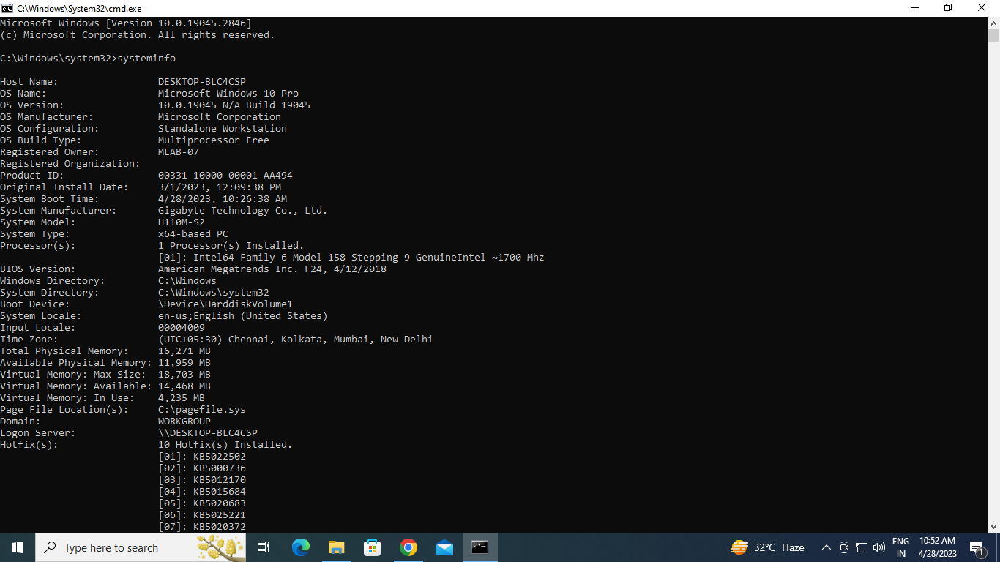 C:\Windows\System32\cmd.exe
Microsoft Windows [Version 10.0.19045.2846]
(c) Microsoft Corporation. All rights reserved.
C:\Windows\system32>systeminfo
Host Name: DESKTOP-BLC4CSP
OS Name: Microsoft Windows 10 Pro
OS Version: 10.0.19045 N/A Build 19045
OS Manufacturer: Microsoft Corporation
OS Configuration: Standalone Workstation
OS Build Type: Multiprocessor Free
Registered Owner: MLAB-07
Registered Organization:
Product ID: 00331-10000-00001-AA494
Original Install Date: 3/1/2023, 12:09:38 PM
System Boot Time: 4/28/2023, 10:26:38 AM
System Manufacturer: Gigabyte Technology Co., Ltd.
System Model: H110M-S2
System Type: x64-based PC
Processor(s): 1 Processor(s) Installed.
[01]: Intel64 Family 6 Model 158 Stepping 9 GenuineIntel ~1700 Mhz
BIOS Version: American Megatrends Inc. F24, 4/12/2018
Windows Directory: C:\Windows
System Directory: C:\Windows\system32
Boot Device: \Device\HarddiskVolume1
System Locale: en-us;English (United States)
Input Locale: 00004009
Time Zone: (UTC+05:30) Chennai, Kolkata, Mumbai, New Delhi
Total Physical Memory: 16,271 MB
Available Physical Memory: 11,959 MB
Virtual Memory: Max Size: 18,703 MB
Virtual Memory: Available: 14,468 MB
Virtual Memory: In Use: 4,235 MB
Page File Location(s): C:\pagefile.sys
Domain: WORKGROUP
Logon Server: \\DESKTOP-BLC4CSP
Hotfix(s): 10 Hotfix(s) Installed.
[01]: KB5022502
[02]: KB5000736
[03]: KB5012170
[04]: KB5015684
[05]: KB5020683
[06]: KB5025221
[07]: KB5020372
Type here to search
32°C Haze
ENG
IN
10:52 AM
4/28/2023
1